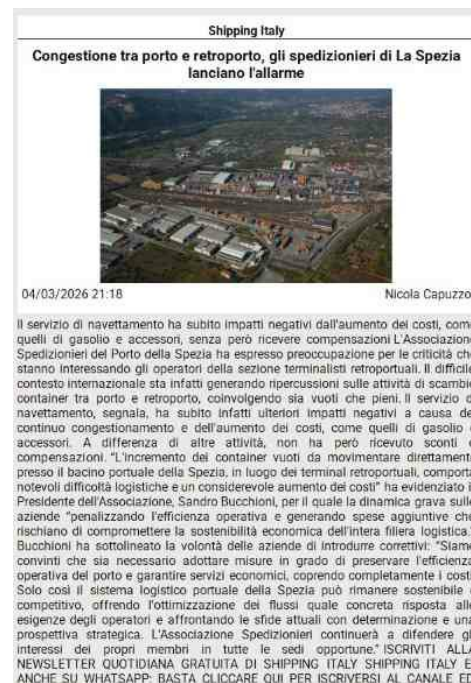 Shipping Italy
Congestione tra porto e retroporto, gli spedizionieri di La Spezia
lanciano l'allarme
04/03/2026 21:18
Nicola Capuzzo
Il servizio di navettamento ha subito impatti negativi dall'aumento dei costi, come
quelli di gasolio e accessori, senza però ricevere compensazioni L'Associazione
Spedizionieri del Porto della Spezia ha espresso preoccupazione per le criticità che
stanno interessando gli operatori della sezione terminalisti retroportuali. Il difficile
contesto internazionale sta infatti generando ripercussioni sulle attività di scambio
container tra porto e retroporto, coinvolgendo sia vuoti che pieni. Il servizio di
navettamento, segnala, ha subito infatti ulteriori impatti negativi a causa del
continuo congestionamento e dell'aumento dei costi, come quelli di gasolio e
accessori. A differenza di altre attività, non ha però ricevuto sconti o
compensazioni. "L'incremento dei container vuoti da movimentare direttamente
presso il bacino portuale della Spezia, in luogo dei terminal retroportuali, comporta
notevoli difficoltà logistiche e un considerevole aumento dei costi" ha evidenziato il
Presidente dell'Associazione, Sandro Bucchioni, per il quale la dinamica grava sulle
aziende "penalizzando l'efficienza operativa e generando spese aggiuntive che
rischiano di compromettere la sostenibilità economica dell'intera filiera logistica."
Bucchioni ha sottolineato la volontà delle aziende di introdurre correttivi: "Siamo
convinti che sia necessario adottare misure in grado di preservare l'efficienza
operativa del porto e garantire servizi economici, coprendo completamente i costi.
Solo così il sistema logistico portuale della Spezia può rimanere sostenibile e
competitivo, offrendo l'ottimizzazione dei flussi quale concreta risposta alle
esigenze degli operatori e affrontando le sfide attuali con determinazione e una
prospettiva strategica. L'Associazione Spedizionieri continuerà a difendere gli
interessi dei propri membri in tutte le sedi opportune." ISCRIVITI ALLA
NEWSLETTER QUOTIDIANA GRATUITA DI SHIPPING ITALY SHIPPING ITALY E'
ANCHE SU WHATSAPP: BASTA CLICCARE QUI PER ISCRIVERSI AL CANALE ED